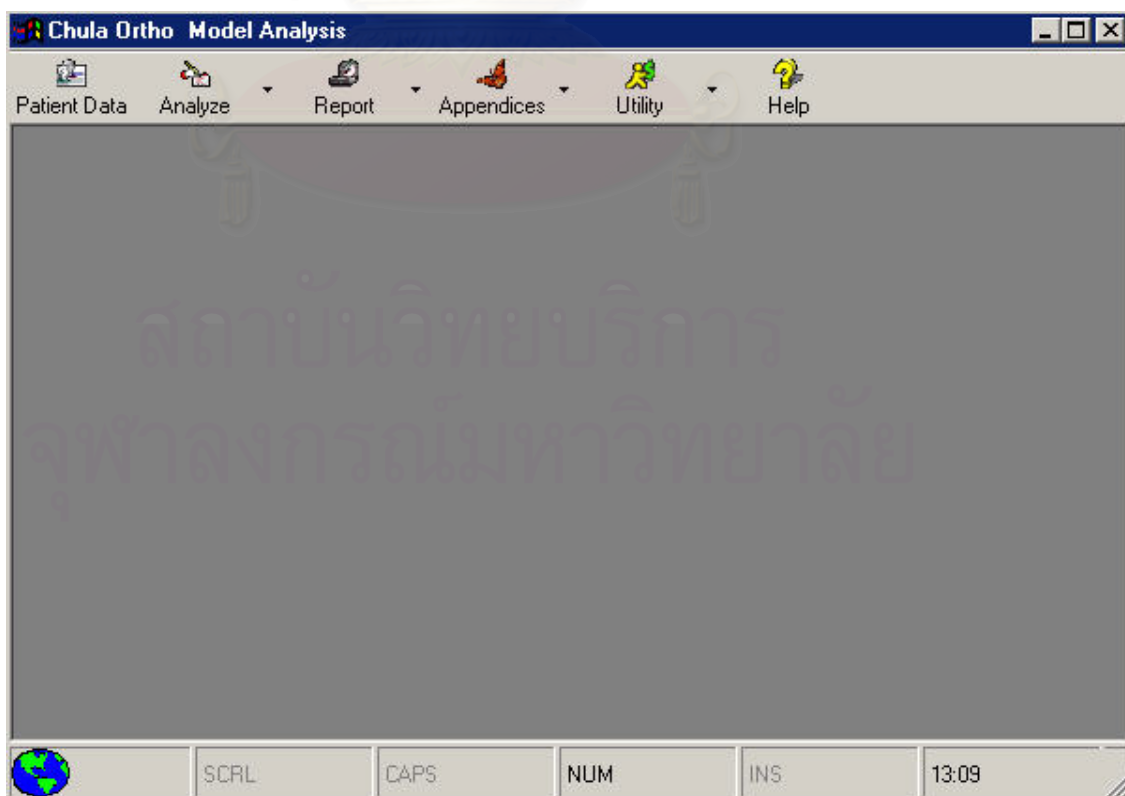 Chula Ortho Model Analysis
Patient Data Analyze Report Appendices Utility Help
สถาบันวิทยบริการ
จุฬาลงกรณ์มหาวิทยาลัย
SCRL CAPS NUM INS 13:09